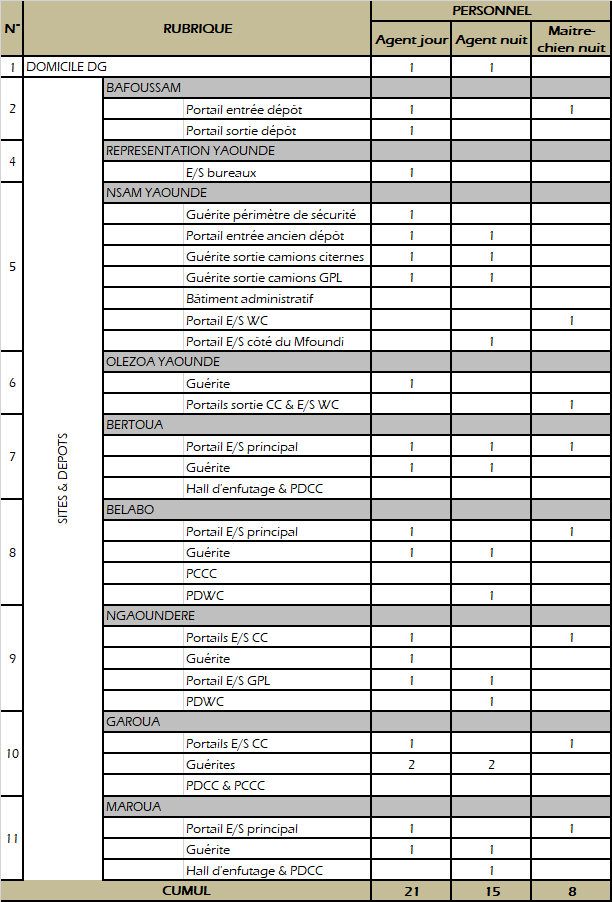 N° RUBRIQUE PERSONNEL
Agent jour Agent nuit Maitre-chien nuit
1 DOMICILE DG 1 1
SITES & DEPOTS
2 BAFOUSSAM
Portail entrée dépôt 1 1
Portail sortie dépôt 1
4 REPRESENTATION YAOUNDE
E/S bureaux 1
5 NSAM YAOUNDE
Guérite périmètre de sécurité 1
Portail entrée ancien dépôt 1 1
Guérite sortie camions citernes 1 1
Guérite sortie camions GPL 1 1
Bâtiment administratif
Portail E/S WC 1
Portail E/S côté du Mfoundi 1
6 OLEZOA YAOUNDE
Guérite 1
Portails sortie CC & E/S WC 1
7 BERTOUA
Portail E/S principal 1 1 1
Guérite 1 1
Hall d'enfutage & PDCC
8 BELABO
Portail E/S principal 1 1
Guérite 1 1
PCCC
PDWC 1
9 NGAOUNDERE
Portails E/S CC 1 1
Guérite 1
Portail E/S GPL 1 1
PDWC 1
10 GAROUA
Portails E/S CC 1 1
Guérites 2 2
PDCC & PCCC
11 MAROUA
Portail E/S principal 1 1
Guérite 1 1
Hall d'enfutage & PDCC 1
CUMUL 21 15 8